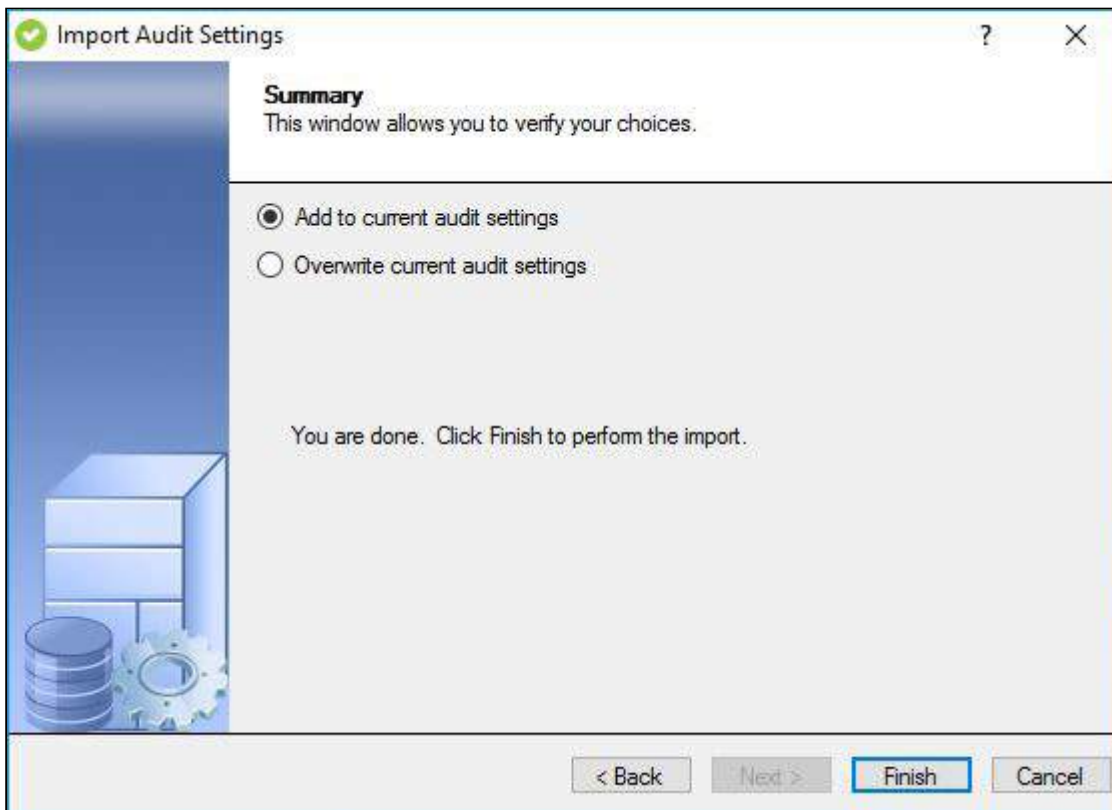 Import Audit Settings ? X
Summary
This window allows you to verify your choices.
Add to current audit settings
Overwrite current audit settings
You are done. Click Finish to perform the import.
< Back Next > Finish Cancel